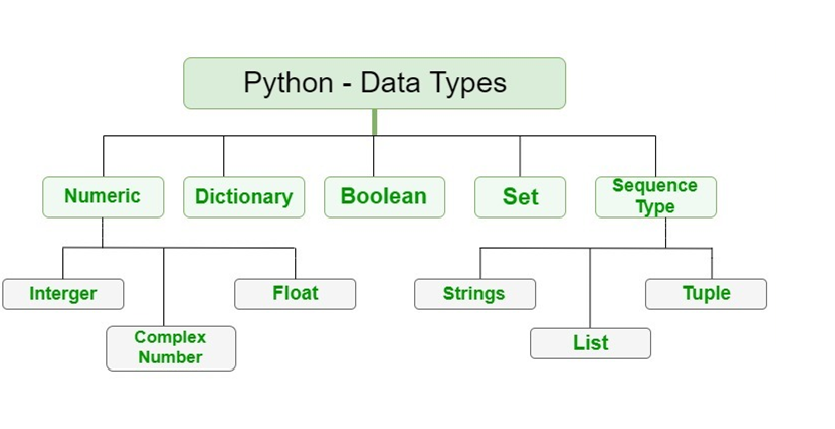 Python - Data Types
Numeric
Dictionary
Boolean
Set
Sequence
Type
Interger
Float
Strings
Tuple
Complex
Number
List